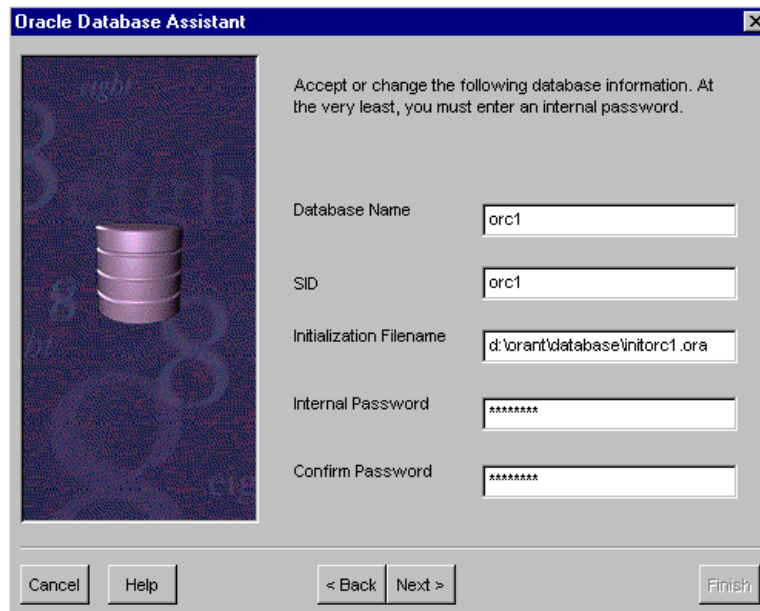 Oracle Database Assistant
eight
Accept or change the following database information. At
the very least, you must enter an internal password.
Database Name
orc1
SID
orc1
Initialization Filename
d:\orant\database\initorc1.ora
Internal Password
********
Confirm Password
********
Cancel
Help
< Back
Next >
Finish